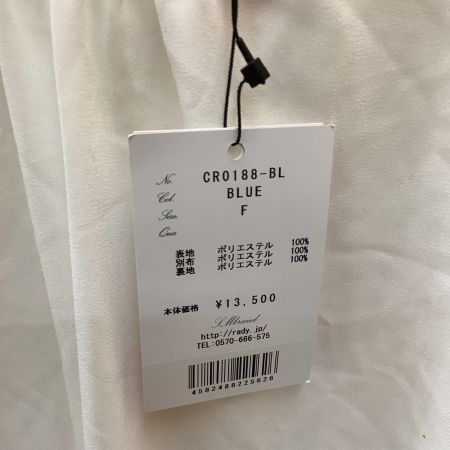 No. CR0188-BL
Col. BLUE
Size. F
Qua
表地 ポリエステル 100%
別布 ポリエステル 100%
裏地 ポリエステル 100%
本体価格 ¥13,500
http://rady.jp/
TEL:0570-666-575
4582488225626